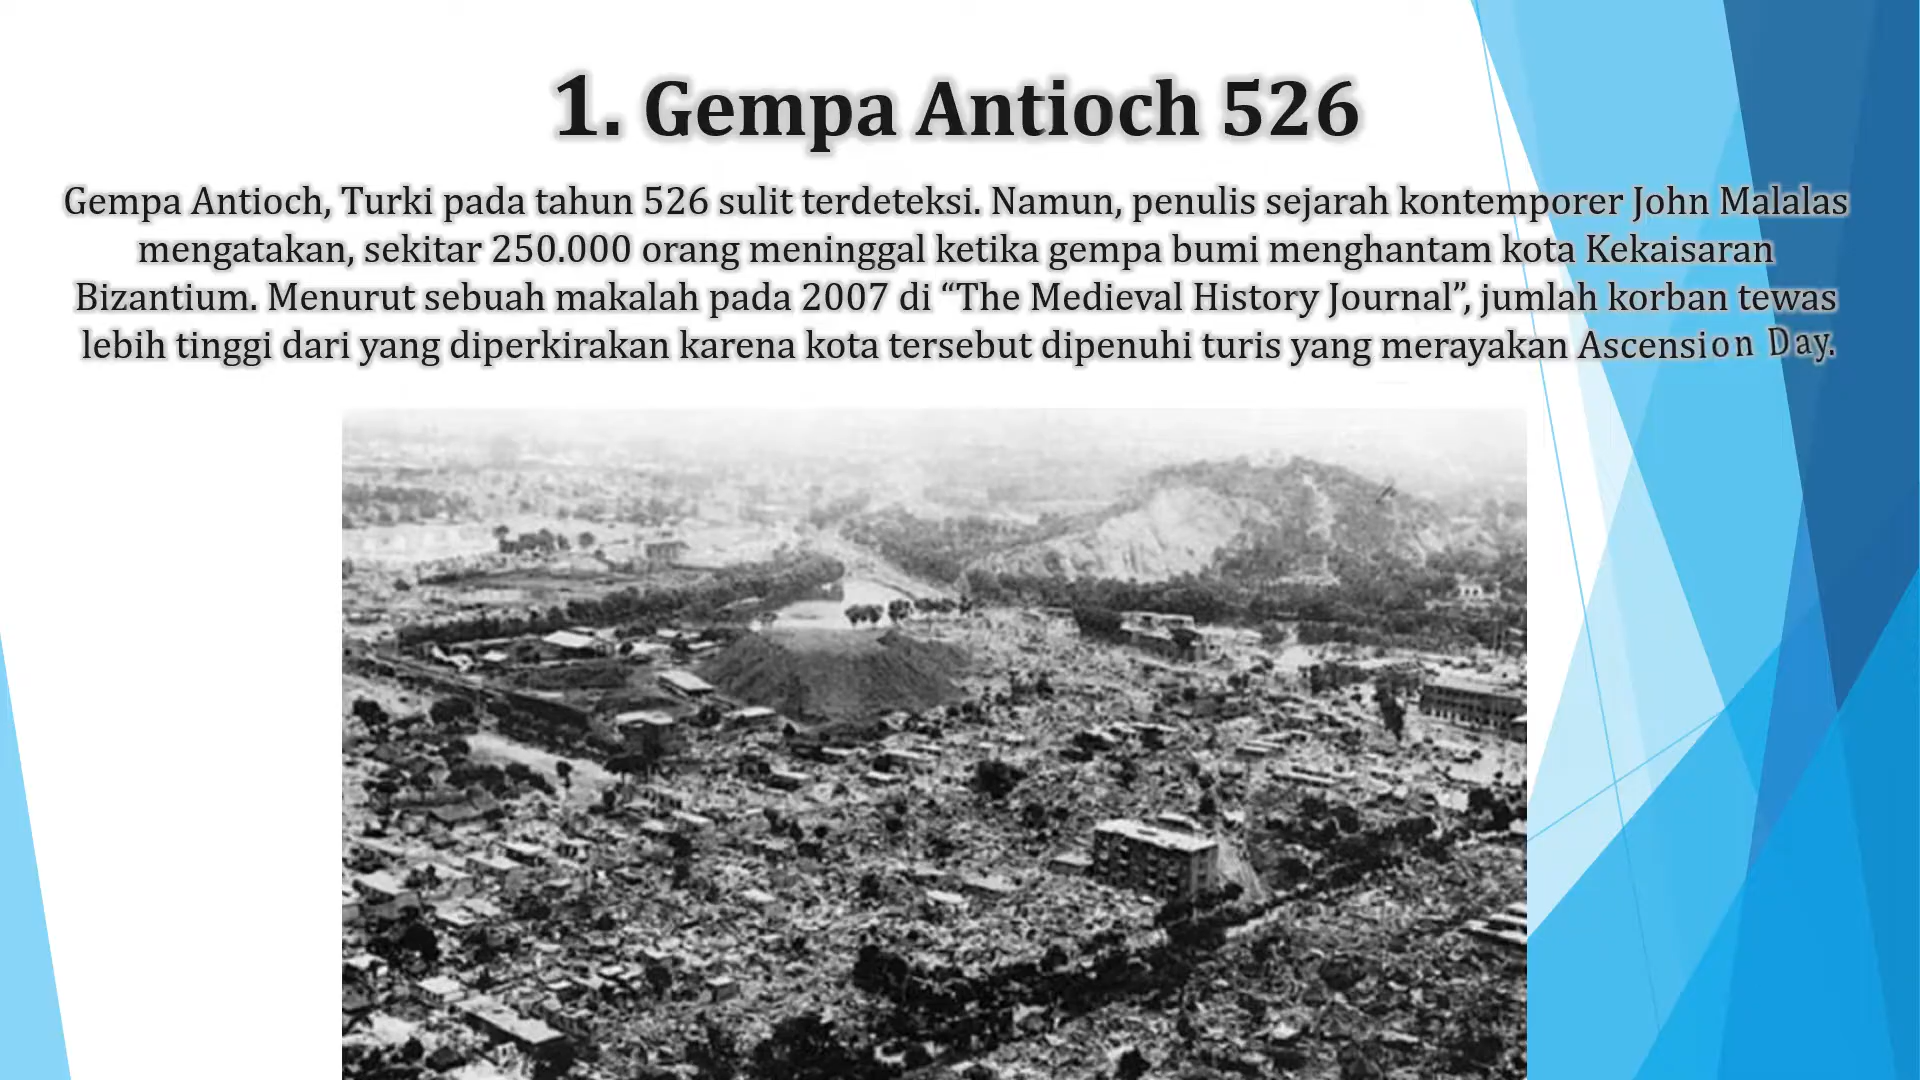 1. Gempa Antioch 526
Gempa Antioch, Turki pada tahun 526 sulit terdeteksi. Namun, penulis sejarah kontemporer John Malalas
mengatakan, sekitar 250.000 orang meninggal ketika gempa bumi menghantam kota Kekaisaran
Bizantium. Menurut sebuah makalah pada 2007 di “The Medieval History Journal”, jumlah korban tewas
lebih tinggi dari yang diperkirakan karena kota tersebut dipenuhi turis yang merayakan Ascension Day.